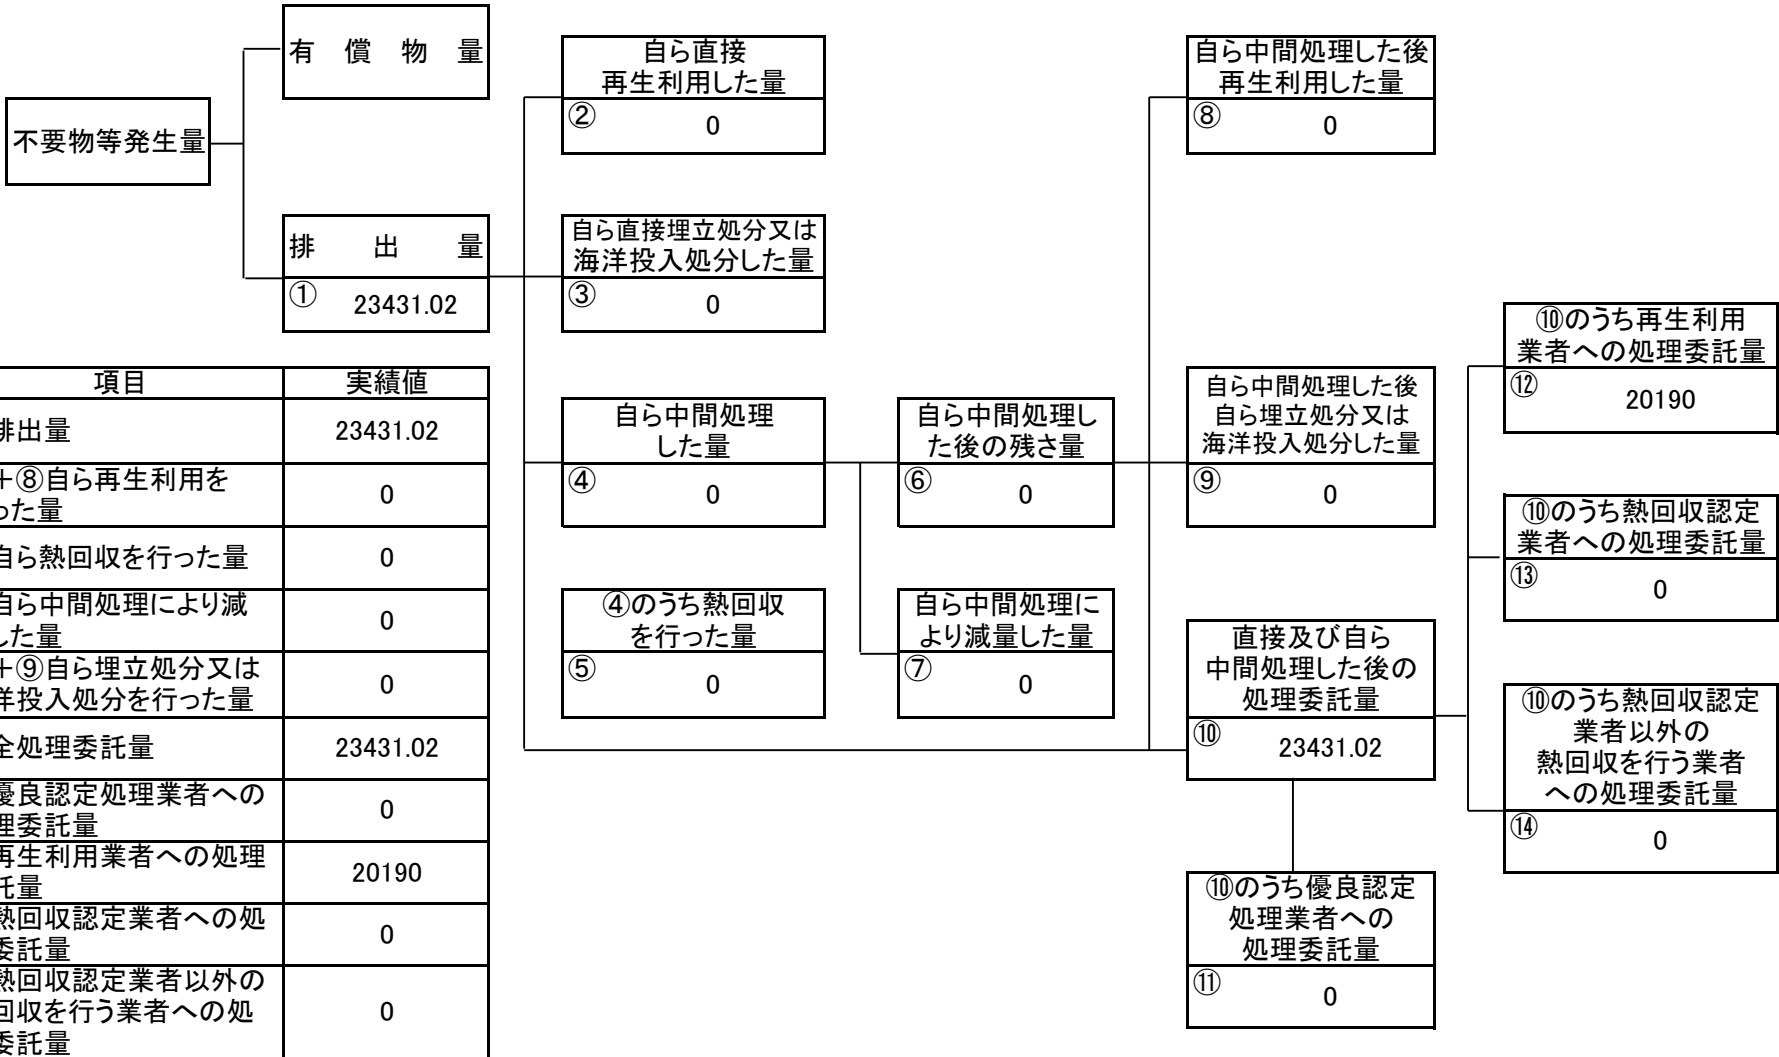 有償物量
不要物等発生量
排出量
① 23431.02
自ら直接
再生利用した量
② 0
自ら直接埋立処分又は
海洋投入処分した量
③ 0
自ら中間処理
した量
④ 0
④のうち熱回収
を行った量
⑤ 0
自ら中間処理し
た後の残さ量
⑥ 0
自ら中間処理に
より減量した量
⑦ 0
自ら中間処理した後
再生利用した量
⑧ 0
自ら中間処理した後
自ら埋立処分又は
海洋投入処分した量
⑨ 0
直接及び自ら
中間処理した後の
処理委託量
⑩ 23431.02
⑩のうち優良認定
処理業者への
処理委託量
⑪ 0
⑩のうち再生利用
業者への処理委託量
⑫ 20190
⑩のうち熱回収認定
業者への処理委託量
⑬ 0
⑩のうち熱回収認定
業者以外の
熱回収を行う業者
への処理委託量
⑭ 0
項目 実績値
排出量 23431.02
+⑧自ら再生利用を
った量 0
自ら熱回収を行った量 0
自ら中間処理により減
した量 0
+⑨自ら埋立処分又は
洋投入処分を行った量 0
全処理委託量 23431.02
優良認定処理業者への
理委託量 0
再生利用業者への処理
託量 20190
熱回収認定業者への処
委託量 0
熱回収認定業者以外の
回収を行う業者への処
委託量 0